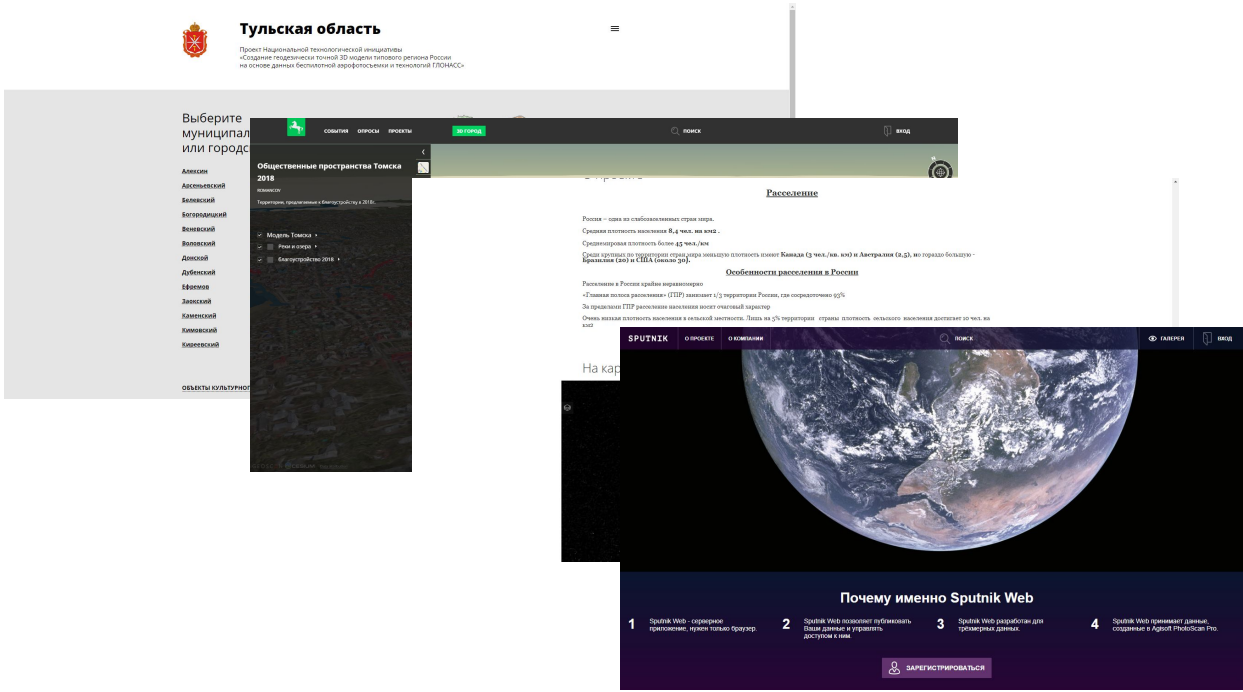 Тульская область
Проект Национальной технологической инициативы
«Создание геодезически точной 3D модели типового региона России
на основе данных беспилотной аэрофотосъемки и технологий ГЛОНАСС»
Выберите
муниципал
или городс
Алексин
Арсеньевский
Белевский
Богородицкий
Веневский
Воловский
Донской
Дубенский
Ефремов
Заокский
Каменский
Кимовский
Киреевский
ОБЪЕКТЫ КУЛЬТУРНОГ
СОБЫТИЯ ОПРОСЫ ПРОЕКТЫ 3D ГОРОД ПОИСК ВХОД
Общественные пространства Томска
2018
ROMANCOV
Территории, предлагаемые к благоустройству в 2018г.
Модель Томска
Реки и озера
благоустройство 2018
Расселение
Россия – одна из слабозаселенных стран мира.
Средняя плотность населения 8,4 чел. на км2 .
Среднемировая плотность более 45 чел./км
Среди крупных по территории стран мира меньшую плотность имеют Канада (3 чел./кв. км) и Австралия (2,5), но гораздо большую -
Бразилия (20) и США (около 30).
Особенности расселения в России
Расселение в России крайне неравномерно
«Главная полоса расселения» (ГПР) занимает 1/3 территории России, где сосредоточено 93%
За пределами ГПР расселение населения носит очаговый характер
Очень низкая плотность населения в сельской местности. Лишь на 5% территории страны плотность сельского населения достигает 10 чел. на
км2
На кар
SPUTNIK О ПРОЕКТЕ О КОМПАНИИ ПОИСК ГАЛЕРЕЯ ВХОД
Почему именно Sputnik Web
1 Sputnik Web - серверное
приложение, нужен только браузер.
2 Sputnik Web позволяет публиковать
Ваши данные и управлять
доступом к ним.
3 Sputnik Web разработан для
трёхмерных данных.
4 Sputnik Web принимает данные,
созданные в Agisoft PhotoScan Pro.
ЗАРЕГИСТРИРОВАТЬСЯ